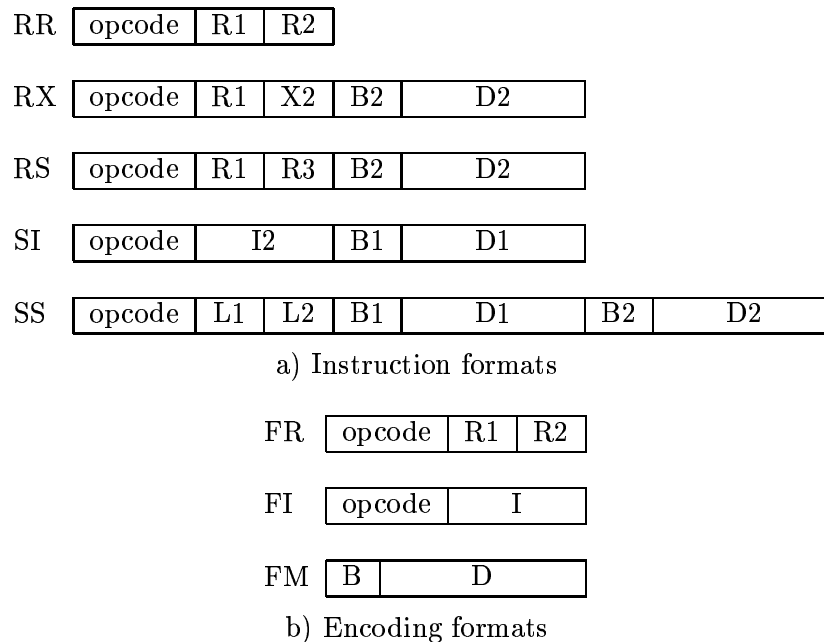 RR opcode R1 R2
RX opcode R1 X2 B2 D2
RS opcode R1 R3 B2 D2
SI opcode I2 B1 D1
SS opcode L1 L2 B1 D1 B2 D2
a) Instruction formats
FR opcode R1 R2
FI opcode I
FM B D
b) Encoding formats